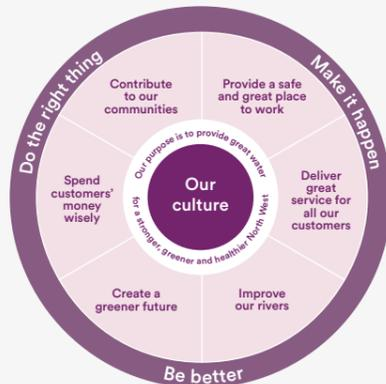 Do the right thing
Make it happen
Contribute
to our
communities
Provide a safe
and great place
to work
Our purpose is to provide great water
Spend
customers'
money
wisely
Our
culture
Deliver
great
service for
all our
customers
for a stronger, greener and healthier North West
Create a
greener future
Improve
our rivers
Be better